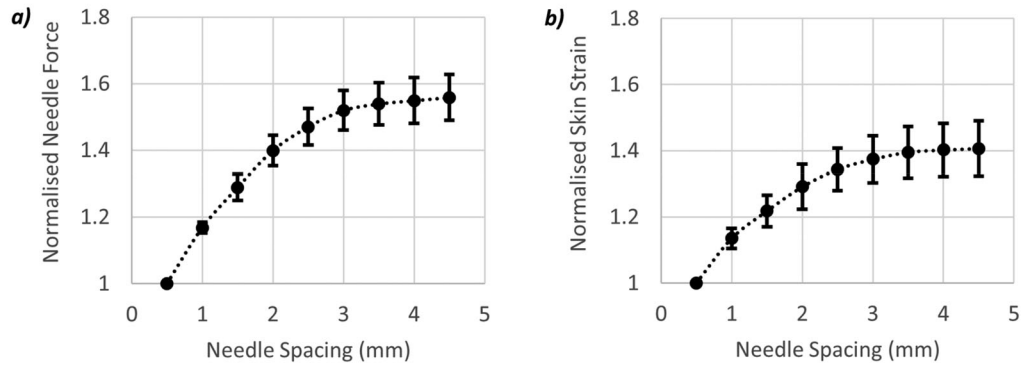 a)
Normalised Needle Force
1.8
1.6
1.4
1.2
1
0 1 2 3 4 5
Needle Spacing (mm)
b)
Normalised Skin Strain
1.8
1.6
1.4
1.2
1
0 1 2 3 4 5
Needle Spacing (mm)